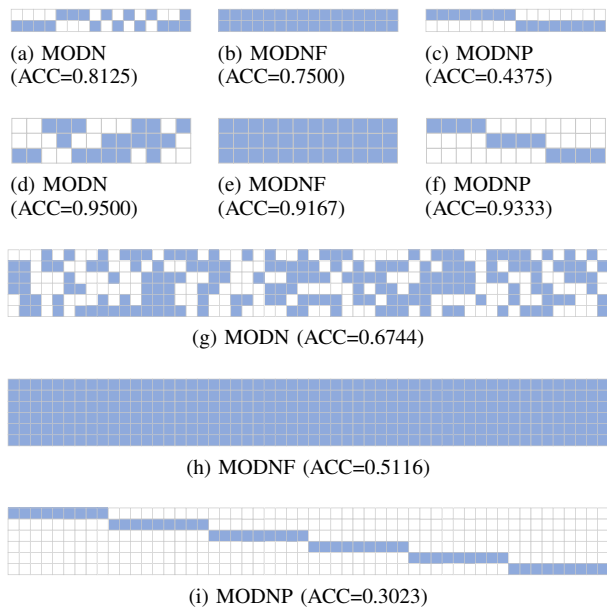 (a) MODN
(ACC=0.8125)
(b) MODNF
(ACC=0.7500)
(c) MODNP
(ACC=0.4375)
(d) MODN
(ACC=0.9500)
(e) MODNF
(ACC=0.9167)
(f) MODNP
(ACC=0.9333)
(g) MODN (ACC=0.6744)
(h) MODNF (ACC=0.5116)
(i) MODNP (ACC=0.3023)